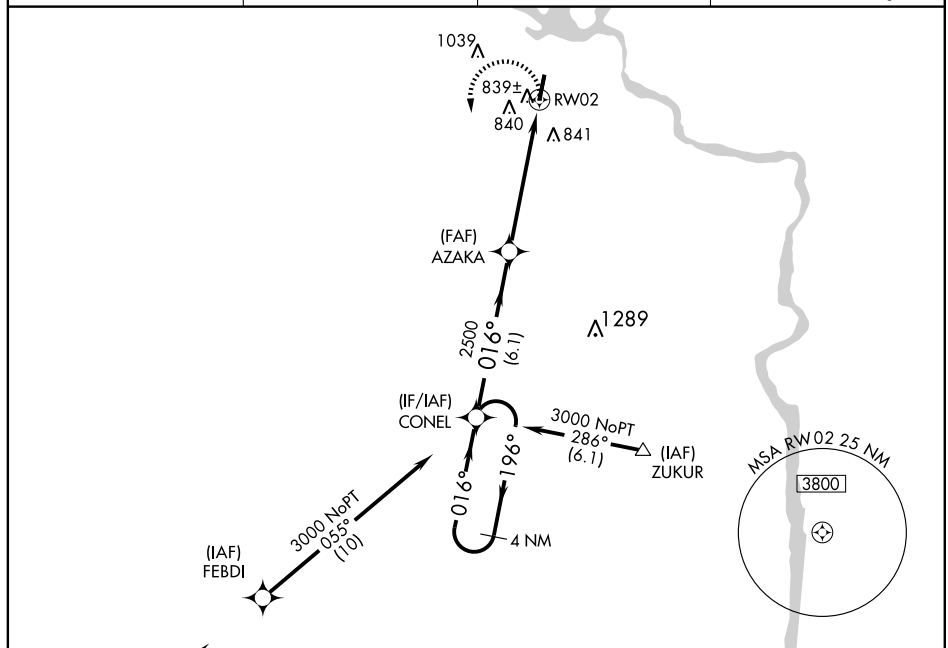 1039
839±
RW02
840
841
(FAF)
AZAKA
1289
2500
016°
(6.1)
(IF/IAF)
CONEL
3000 NoPT
286°
(6.1)
(IAF)
ZUKUR
016°
196°
4 NM
3000 NoPT
055°
(10)
(IAF)
FEBDI
MSA RW02 25 NM
3800